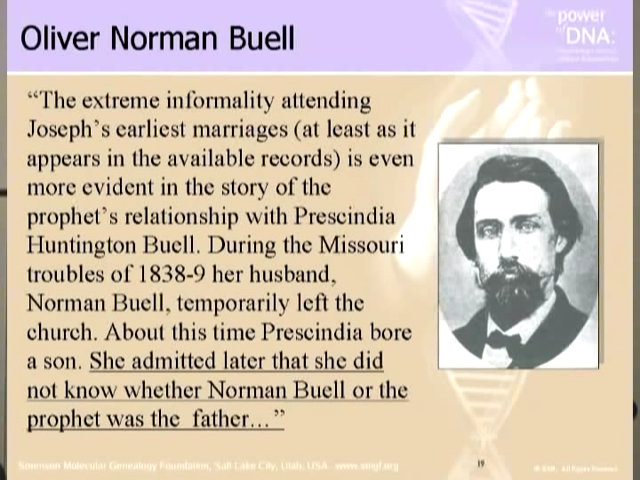 Oliver Norman Buell
power
of DNA:
“The extreme informality attending
Joseph’s earliest marriages (at least as it
appears in the available records) is even
more evident in the story of the
prophet’s relationship with Prescindia
Huntington Buell. During the Missouri
troubles of 1838-9 her husband,
Norman Buell, temporarily left the
church. About this time Prescindia bore
a son. She admitted later that she did
not know whether Norman Buell or the
prophet was the father…”
Sorenson Molecular Genealogy Foundation, Salt Lake City, Utah, USA www.smgf.org
19
All Rights Reserved